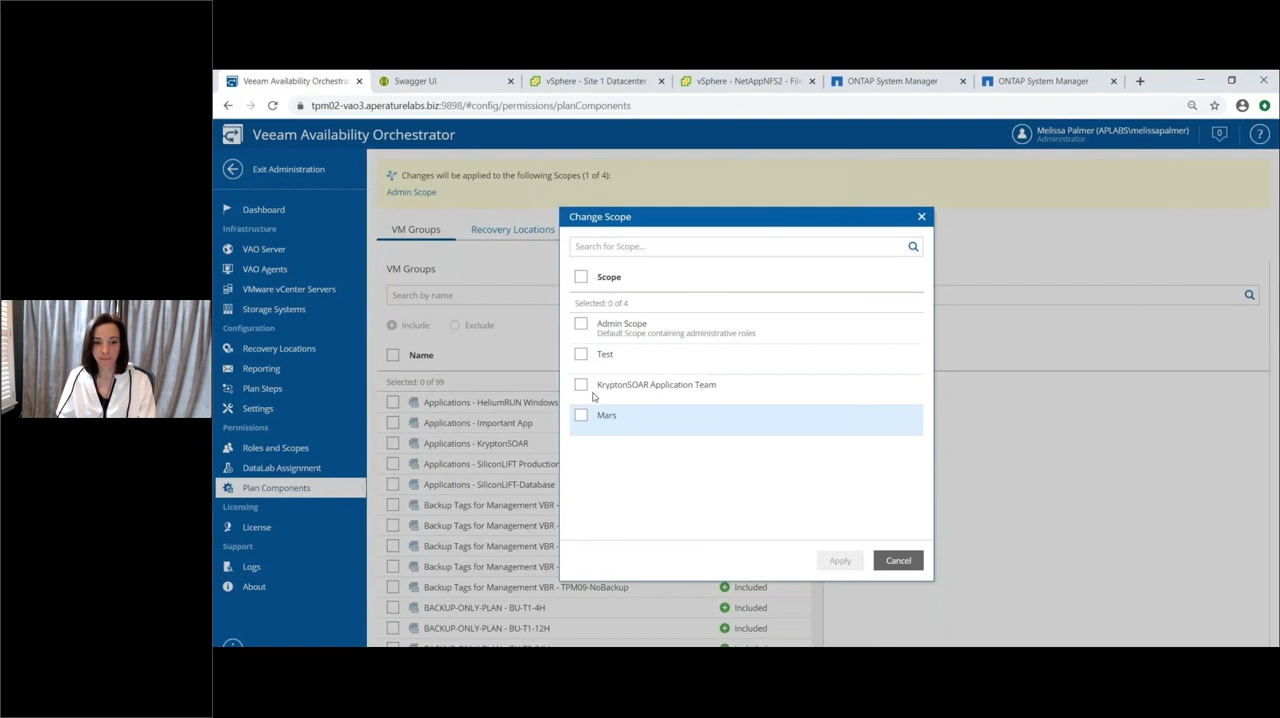 Veeam Availability Orchestra
Swagger UI
vSphere - Site 1 Datacenter
vSphere - NetAppNFS2 - File
ONTAP System Manager
ONTAP System Manager
tpm02-vao3.aperaturelabs.biz:9898/#config/permissions/planComponents
Veeam Availability Orchestrator
Melissa Palmer (APLABS\melissapalmer)
Administrator
0
?
Exit Administration
Dashboard
Infrastructure
VAO Server
VAO Agents
VMware vCenter Servers
Storage Systems
Configuration
Recovery Locations
Reporting
Plan Steps
Settings
Permissions
Roles and Scopes
DataLab Assignment
Plan Components
Licensing
License
Support
Logs
About
Changes will be applied to the following Scopes (1 of 4):
Admin Scope
VM Groups
Recovery Locations
VM Groups
Search by name
Include
Exclude
Name
Selected: 0 of 99
Applications - HeliumRUN Windows
Applications - Important App
Applications - KryptonSOAR
Applications - SiliconLIFT Production
Applications - SiliconLIFT-Database
Backup Tags for Management VBR -
Backup Tags for Management VBR -
Backup Tags for Management VBR -
Backup Tags for Management VBR -
Backup Tags for Management VBR - TPM09-NoBackup
Included
BACKUP-ONLY-PLAN - BU-T1-4H
Included
BACKUP-ONLY-PLAN - BU-T1-12H
Included
Change Scope
Search for Scope...
Scope
Selected: 0 of 4
Admin Scope
Default Scope containing administrative roles
Test
KryptonSOAR Application Team
Mars
Apply
Cancel